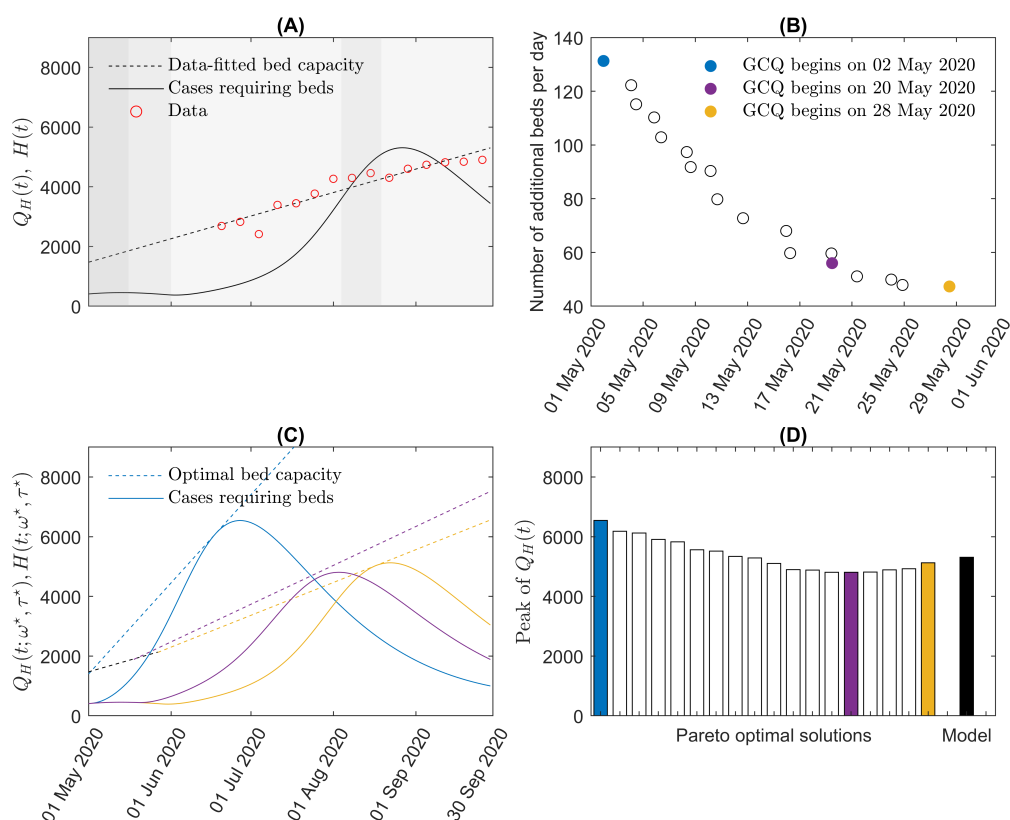 (A)
8000
6000
4000
2000
0
Q_H(t), H(t)
Data-fitted bed capacity
Cases requiring beds
Data
(B)
140
120
100
80
60
40
Number of additional beds per day
GCQ begins on 02 May 2020
GCQ begins on 20 May 2020
GCQ begins on 28 May 2020
01 May 2020
05 May 2020
09 May 2020
13 May 2020
17 May 2020
21 May 2020
25 May 2020
29 May 2020
01 Jun 2020
(C)
8000
6000
4000
2000
0
Q_H(t; ω*, τ*), H(t; ω*, τ*)
Optimal bed capacity
Cases requiring beds
01 May 2020
01 Jun 2020
01 Jul 2020
01 Aug 2020
01 Sep 2020
30 Sep 2020
(D)
8000
6000
4000
2000
0
Peak of Q_H(t)
Pareto optimal solutions
Model